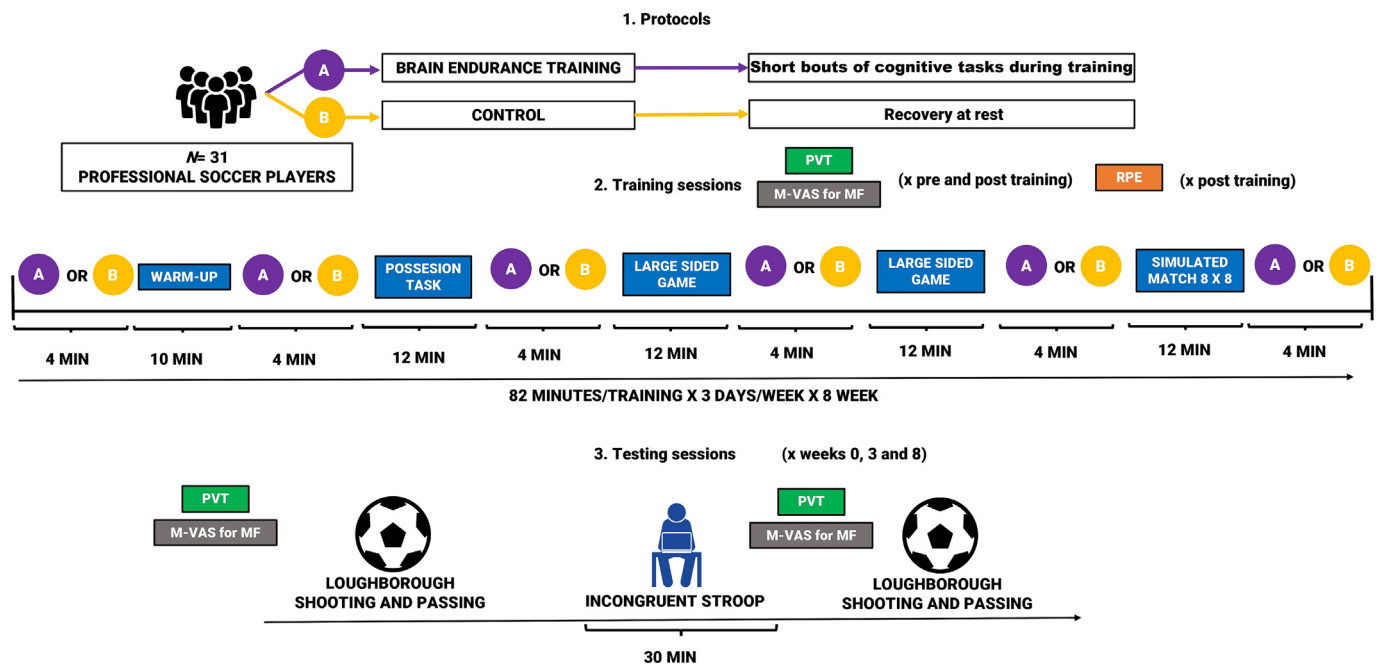 1. Protocols
A
BRAIN ENDURANCE TRAINING
Short bouts of cognitive tasks during training
B
CONTROL
Recovery at rest
N= 31
PROFESSIONAL SOCCER PLAYERS
2. Training sessions
PVT
M-VAS for MF
(x pre and post training)
RPE
(x post training)
A OR B
WARM-UP
A OR B
POSSESION
TASK
A OR B
LARGE SIDED
GAME
A OR B
LARGE SIDED
GAME
A OR B
SIMULATED
MATCH 8 X 8
A OR B
4 MIN
10 MIN
4 MIN
12 MIN
4 MIN
12 MIN
4 MIN
12 MIN
4 MIN
12 MIN
4 MIN
82 MINUTES/TRAINING X 3 DAYS/WEEK X 8 WEEK
3. Testing sessions
(x weeks 0, 3 and 8)
PVT
M-VAS for MF
LOUGHBOROUGH
SHOOTING AND PASSING
INCONGRUENT STROOP
30 MIN
PVT
M-VAS for MF
LOUGHBOROUGH
SHOOTING AND PASSING